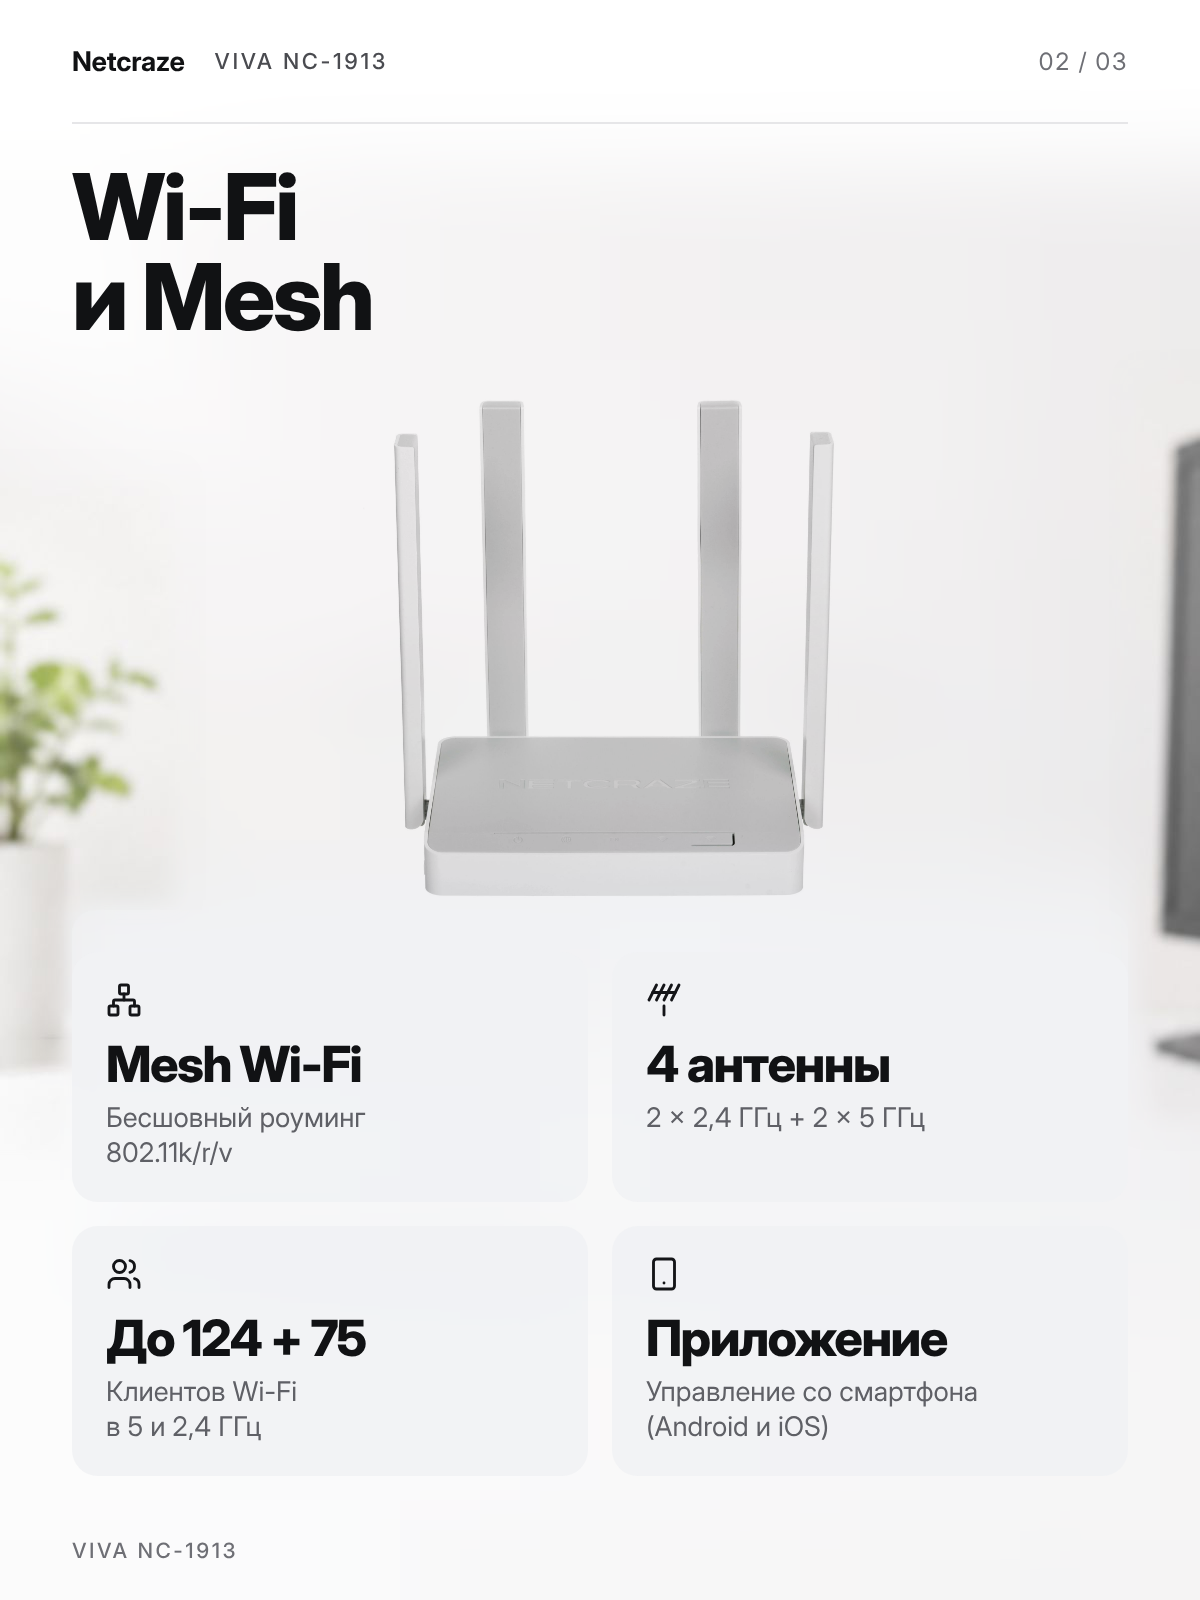 Netcraze VIVA NC-1913 02 / 03
Wi-Fi
и Mesh
NETCRAZE
Mesh Wi-Fi
Бесшовный роуминг
802.11k/r/v
4 антенны
2 × 2,4 ГГц + 2 × 5 ГГц
До 124 + 75
Клиентов Wi-Fi
в 5 и 2,4 ГГц
Приложение
Управление со смартфона
(Android и iOS)
VIVA NC-1913